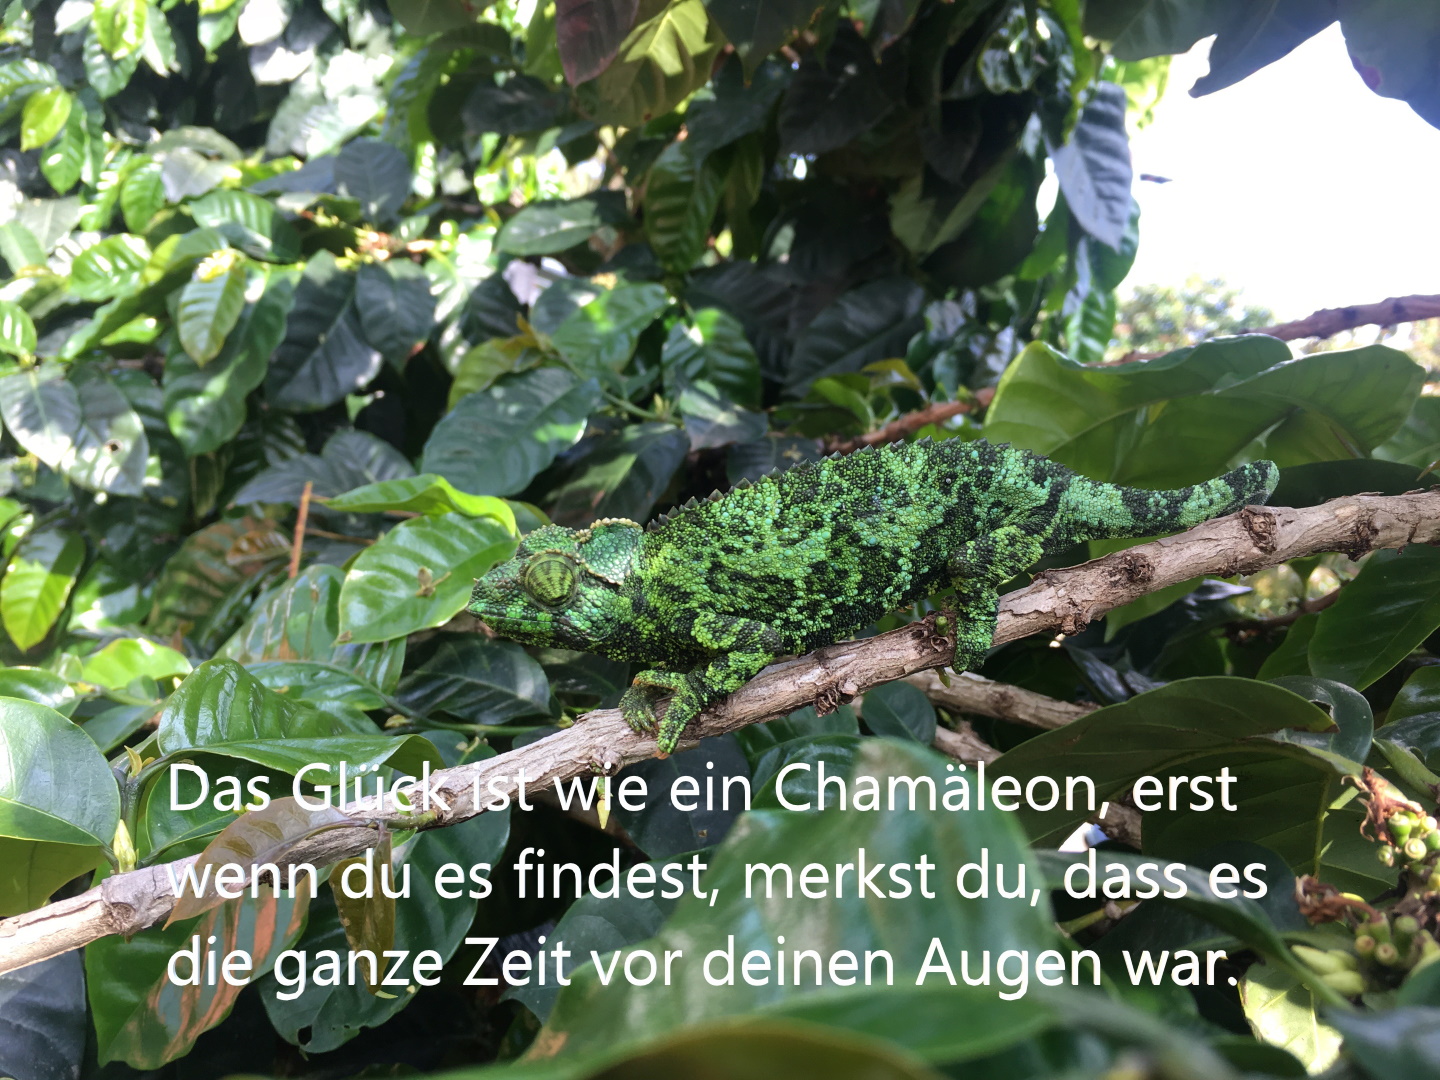 Das Glück ist wie ein Chamäleon, erst
wenn du es findest, merkst du, dass es
die ganze Zeit vor deinen Augen war.